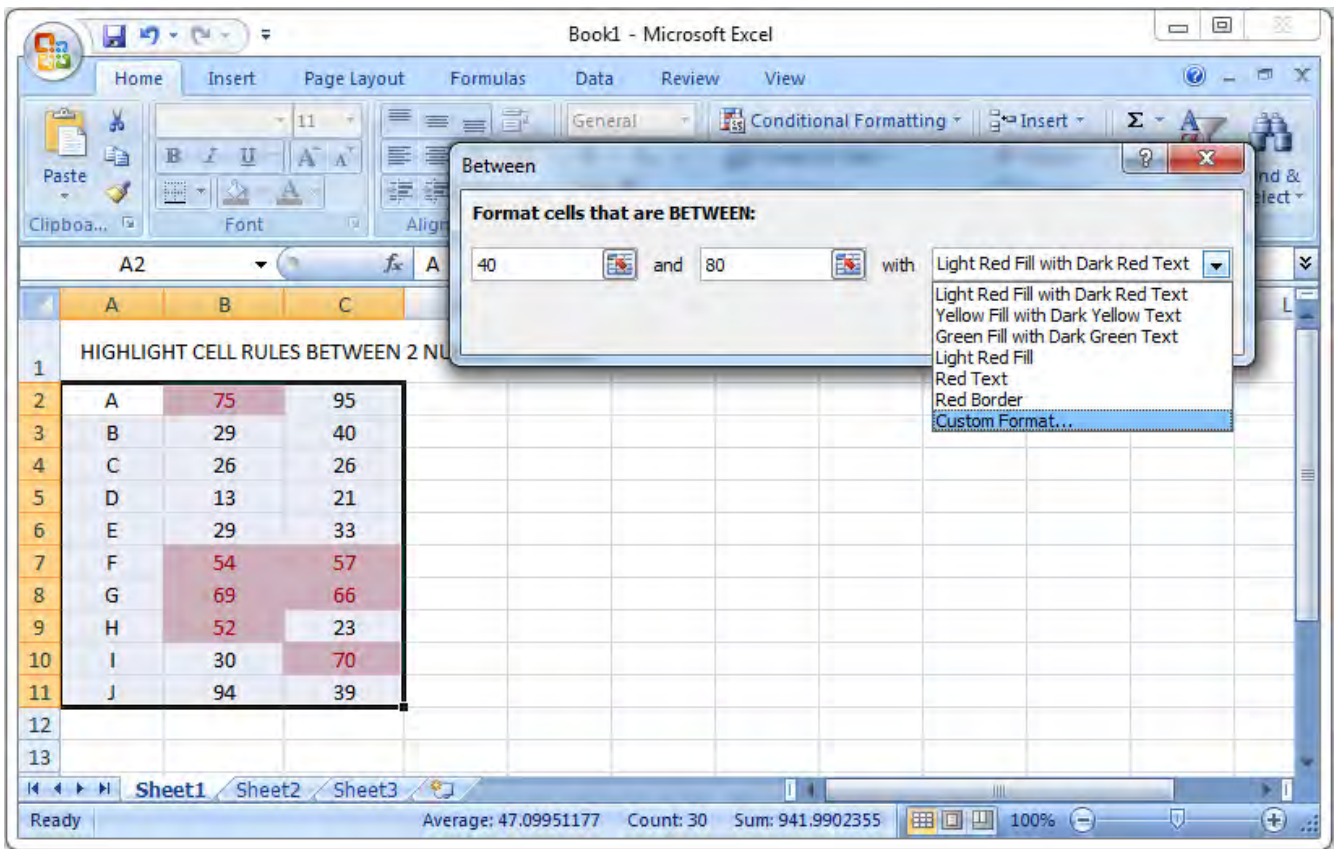 Book1 - Microsoft Excel
Home Insert Page Layout Formulas Data Review View
11 General Conditional Formatting Insert Σ
B I U A A
Paste
Clipboa... Font Align
nd &
elect
Between
Format cells that are BETWEEN:
40 and 80 with Light Red Fill with Dark Red Text
Light Red Fill with Dark Red Text
Yellow Fill with Dark Yellow Text
Green Fill with Dark Green Text
Light Red Fill
Red Text
Red Border
Custom Format...
A2 fx A
A B C L
1 HIGHLIGHT CELL RULES BETWEEN 2 NU
2 A 75 95
3 B 29 40
4 C 26 26
5 D 13 21
6 E 29 33
7 F 54 57
8 G 69 66
9 H 52 23
10 I 30 70
11 J 94 39
12
13
Sheet1 Sheet2 Sheet3
Ready Average: 47.09951177 Count: 30 Sum: 941.9902355 100%